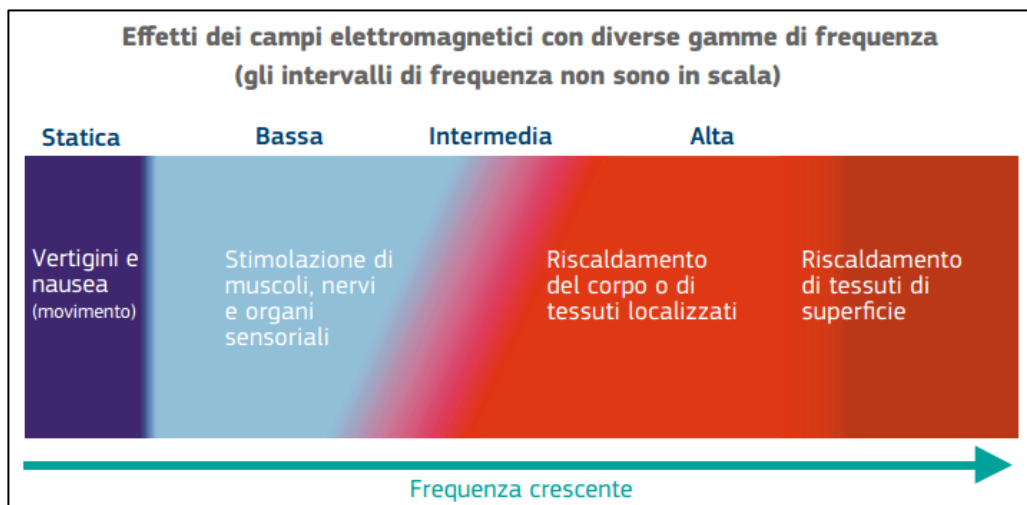 Effetti dei campi elettromagnetici con diverse gamme di frequenza
(gli intervalli di frequenza non sono in scala)
Statica
Bassa
Intermedia
Alta
Vertigini e
nausea
(movimento)
Stimolazione di
muscoli, nervi
e organi
sensoriali
Riscaldamento
del corpo o di
tessuti localizzati
Riscaldamento
di tessuti di
superficie
Frequenza crescente